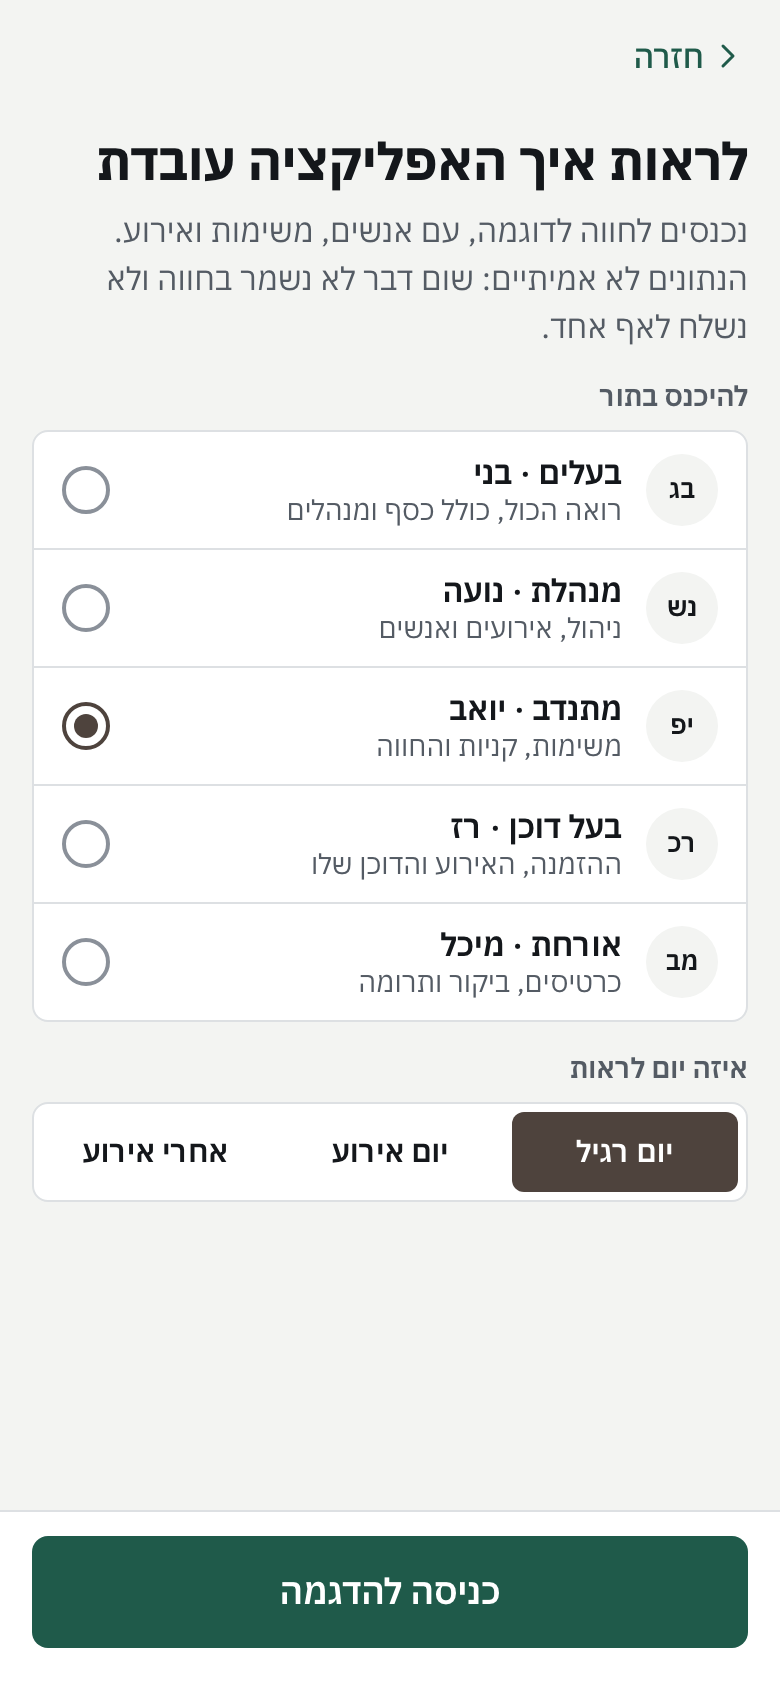 חזרה
לראות איך האפליקציה עובדת
נכנסים לחווה לדוגמה, עם אנשים, משימות ואירוע.
הנתונים לא אמיתיים: שום דבר לא נשמר בחווה ולא
נשלח לאף אחד.
להיכנס בתור
בג
בעלים · בני
רואה הכול, כולל כסף ומנהלים
נש
מנהלת · נועה
ניהול, אירועים ואנשים
יפ
מתנדב · יואב
משימות, קניות והחווה
רכ
בעל דוכן · רז
ההזמנה, האירוע והדוכן שלו
מב
אורחת · מיכל
כרטיסים, ביקור ותרומה
איזה יום לראות
יום רגיל
יום אירוע
אחרי אירוע
כניסה להדגמה